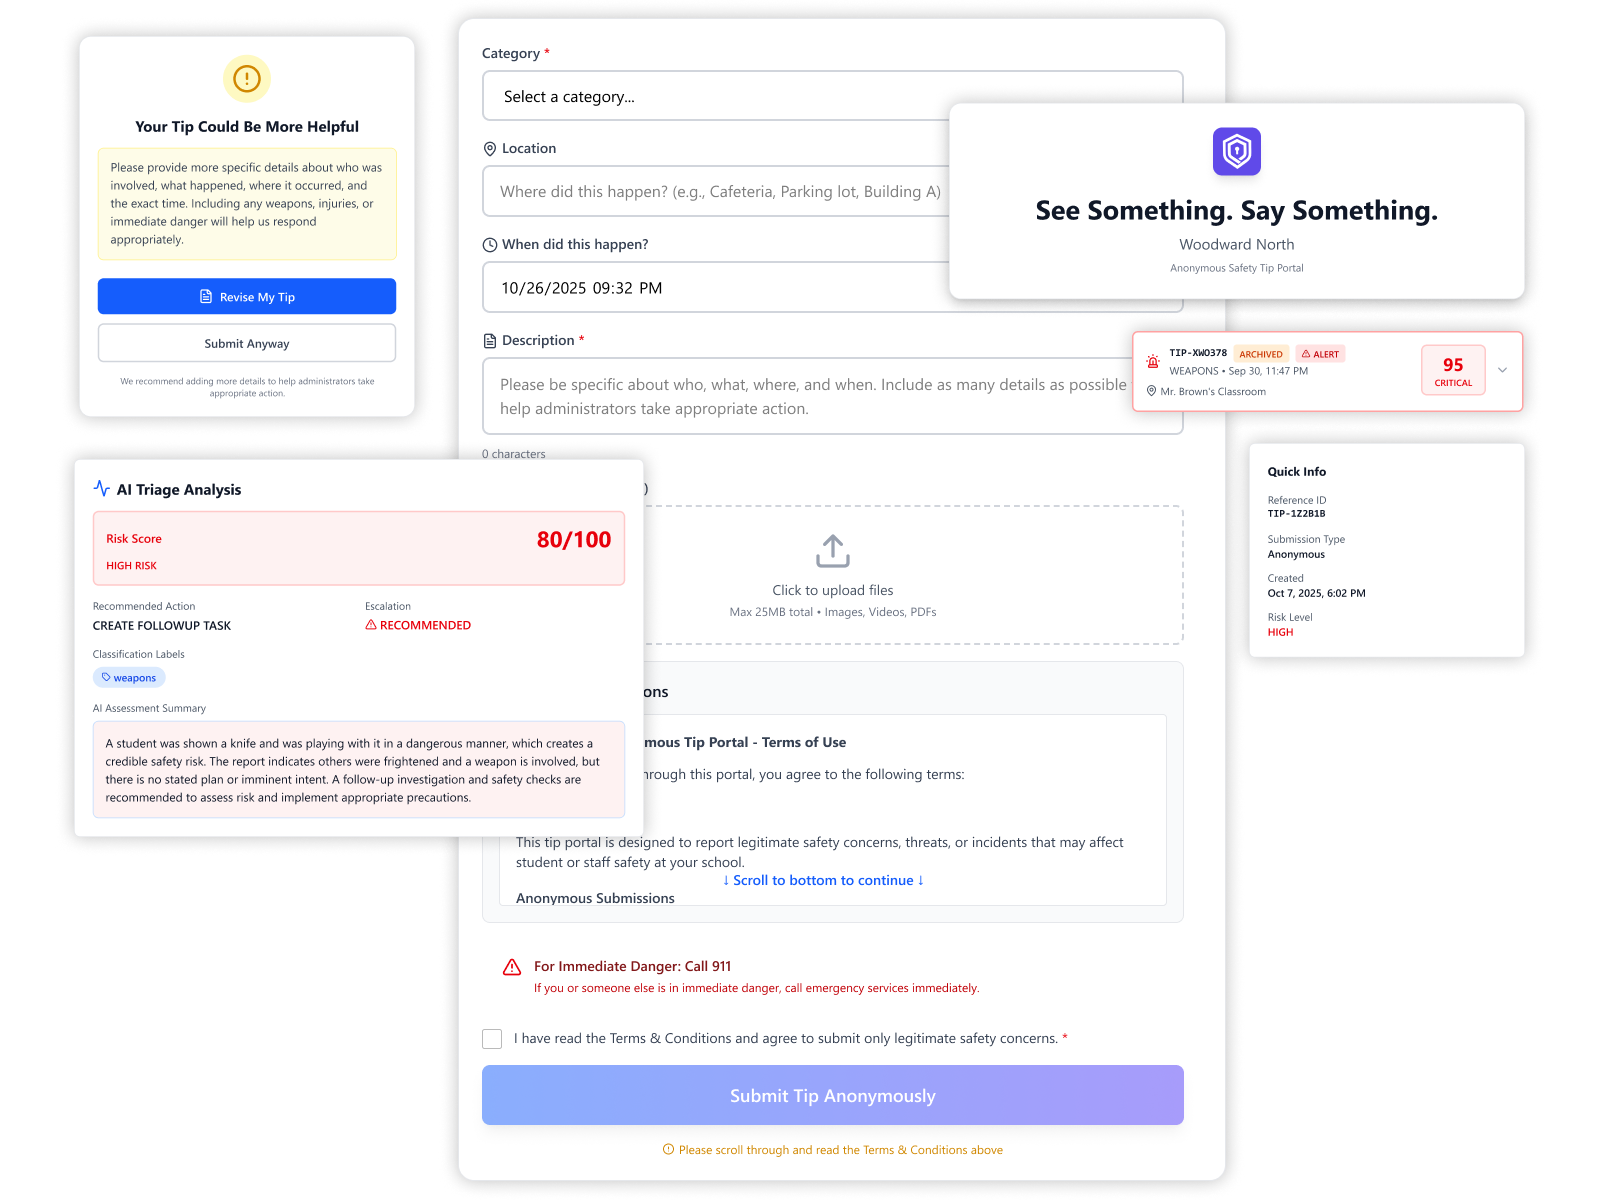 Your Tip Could Be More Helpful
Please provide more specific details about who was
involved, what happened, where it occurred, and
the exact time. Including any weapons, injuries, or
immediate danger will help us respond
appropriately.
Revise My Tip
Submit Anyway
We recommend adding more details to help administrators take
appropriate action.
Category *
Select a category...
Location
Where did this happen? (e.g., Cafeteria, Parking lot, Building A)
When did this happen?
10/26/2025 09:32 PM
Description *
Please be specific about who, what, where, and when. Include as many details as possible
help administrators take appropriate action.
0 characters
)
Click to upload files
Max 25MB total • Images, Videos, PDFs
ons
mous Tip Portal - Terms of Use
hrough this portal, you agree to the following terms:
This tip portal is designed to report legitimate safety concerns, threats, or incidents that may affect
student or staff safety at your school.
↓ Scroll to bottom to continue ↓
Anonymous Submissions
For Immediate Danger: Call 911
If you or someone else is in immediate danger, call emergency services immediately.
I have read the Terms & Conditions and agree to submit only legitimate safety concerns. *
Submit Tip Anonymously
Please scroll through and read the Terms & Conditions above
See Something. Say Something.
Woodward North
Anonymous Safety Tip Portal
TIP-XWO378 ARCHIVED ALERT
WEAPONS • Sep 30, 11:47 PM
Mr. Brown's Classroom
95
CRITICAL
Quick Info
Reference ID
TIP-1Z2B1B
Submission Type
Anonymous
Created
Oct 7, 2025, 6:02 PM
Risk Level
HIGH
AI Triage Analysis
Risk Score
80/100
HIGH RISK
Recommended Action
CREATE FOLLOWUP TASK
Escalation
RECOMMENDED
Classification Labels
weapons
AI Assessment Summary
A student was shown a knife and was playing with it in a dangerous manner, which creates a
credible safety risk. The report indicates others were frightened and a weapon is involved, but
there is no stated plan or imminent intent. A follow-up investigation and safety checks are
recommended to assess risk and implement appropriate precautions.